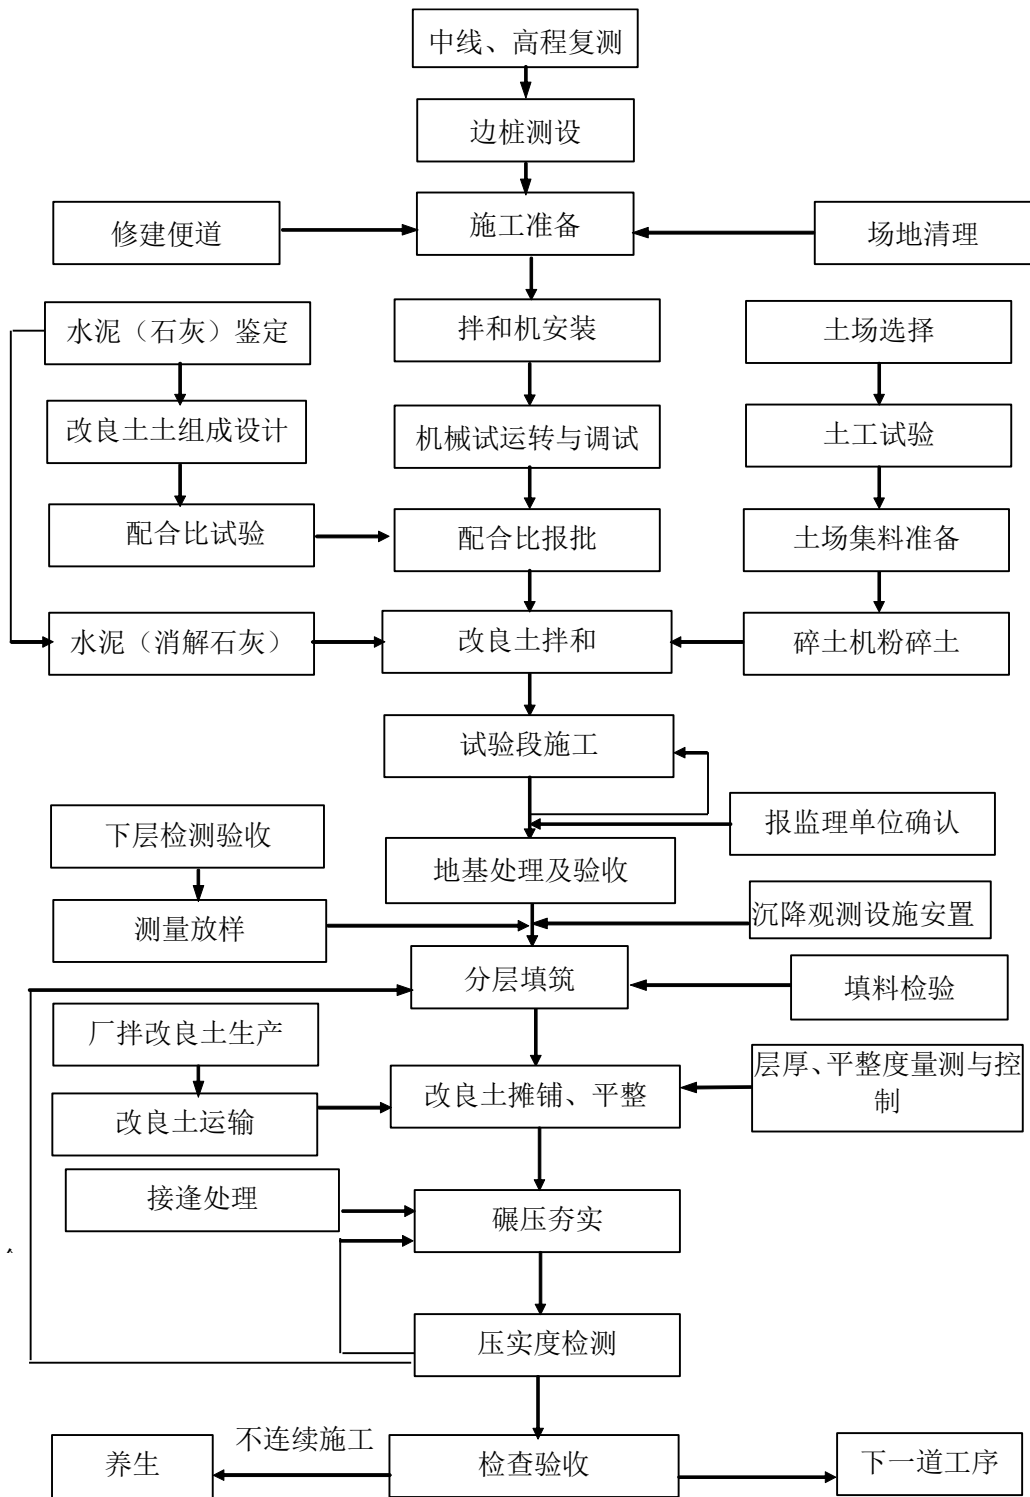 中线、高程复测
边桩测设
修建便道
施工准备
场地清理
水泥（石灰）鉴定
拌和机安装
土场选择
改良土土组成设计
机械试运转与调试
土工试验
配合比试验
配合比报批
土场集料准备
水泥（消解石灰）
改良土拌和
碎土机粉碎土
试验段施工
下层检测验收
报监理单位确认
地基处理及验收
测量放样
沉降观测设施安置
分层填筑
填料检验
厂拌改良土生产
层厚、平整度量测与控
制
改良土摊铺、平整
改良土运输
接逢处理
碾压夯实
压实度检测
养生
不连续施工
检查验收
下一道工序